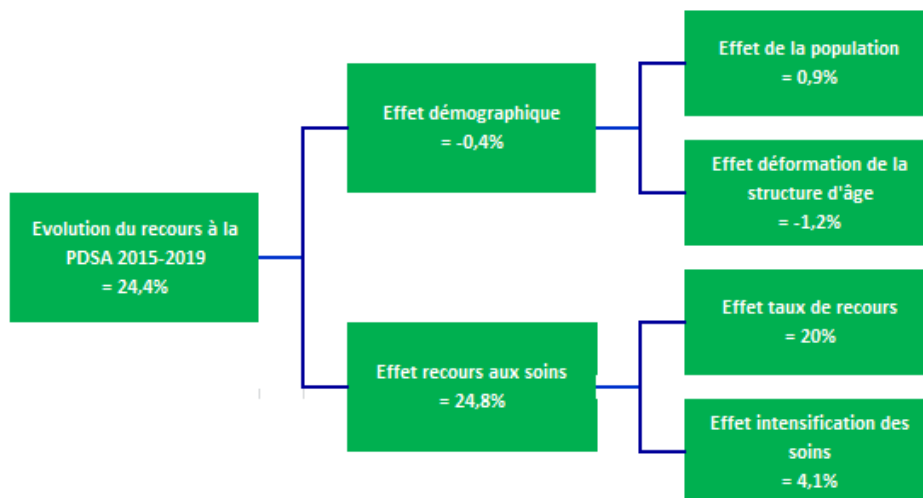 Evolution du recours à la
PDSA 2015-2019
= 24,4%
Effet démographique
= -0,4%
Effet de la population
= 0,9%
Effet déformation de la
structure d'âge
= -1,2%
Effet recours aux soins
= 24,8%
Effet taux de recours
= 20%
Effet intensification des
soins
= 4,1%